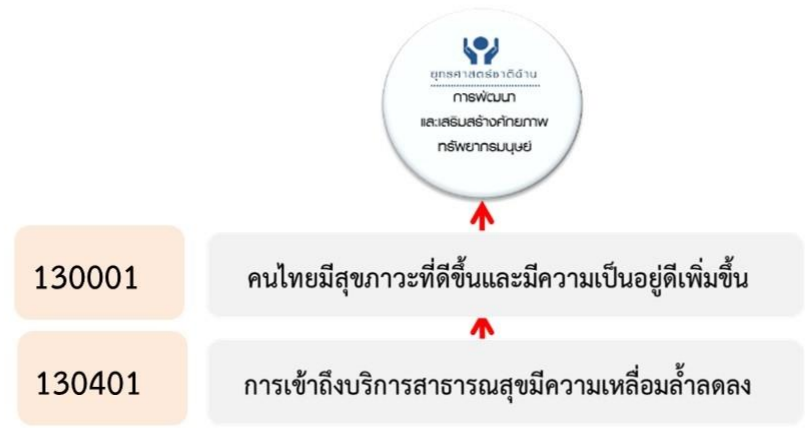 ยุทธศาสตร์ชาติด้าน
การพัฒนา
และเสริมสร้างศักยภาพ
ทรัพยากรมนุษย์
130001 คนไทยมีสุขภาวะที่ดีขึ้นและมีความเป็นอยู่ดีเพิ่มขึ้น
130401 การเข้าถึงบริการสาธารณสุขมีความเหลื่อมล้ำลดลง